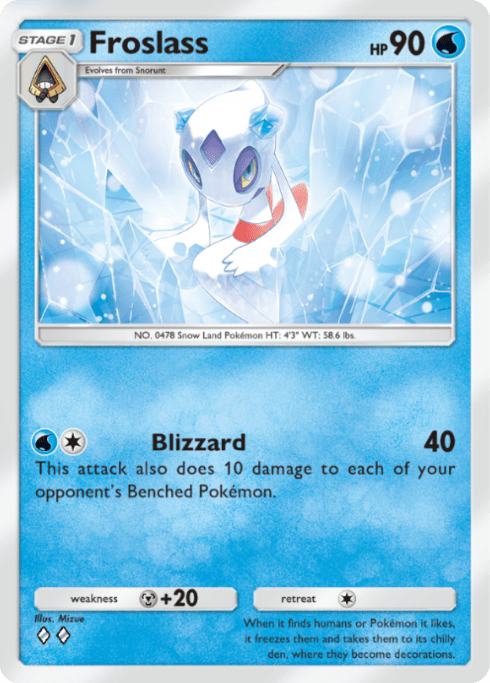 STAGE 1 Froslass HP 90
Evolves from Snorunt
NO. 0478 Snow Land Pokémon HT: 4'3" WT: 58.6 lbs.
Blizzard 40
This attack also does 10 damage to each of your
opponent's Benched Pokémon.
weakness +20 retreat
Illus. Mizue
When it finds humans or Pokémon it likes,
it freezes them and takes them to its chilly
den, where they become decorations.